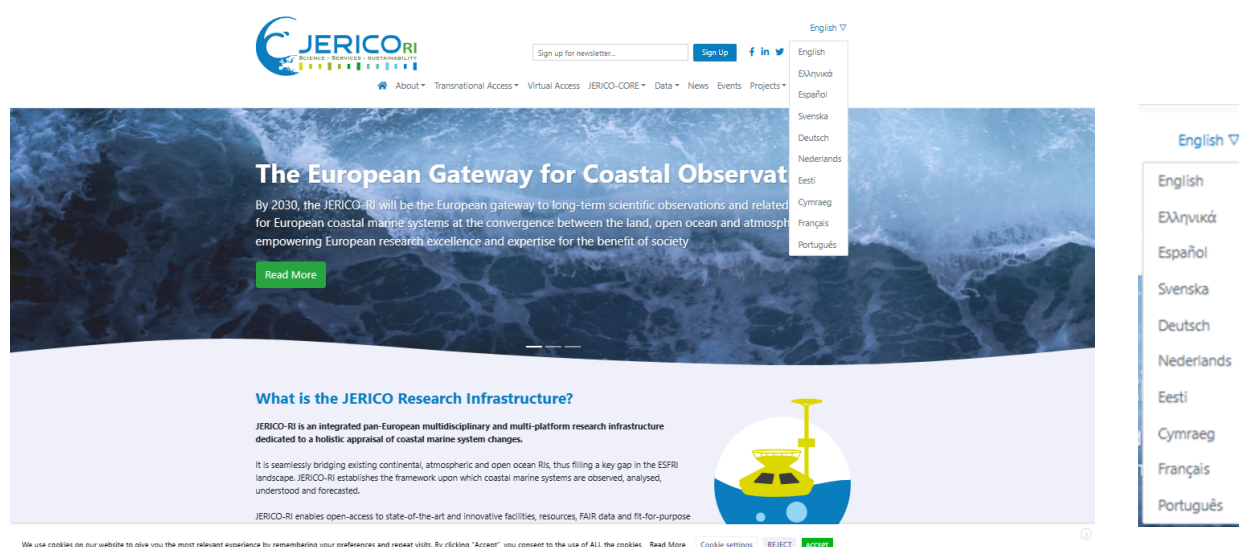 English ▽
JERICO RI
SCIENCE - SERVICES - SUSTAINABILITY
Sign up for newsletter...
Sign Up
English
Ελληνικά
Español
Svenska
Deutsch
Nederlands
Eesti
Cymraeg
Français
Português
About
Transnational Access
Virtual Access
JERICO-CORE
Data
News
Events
Projects
The European Gateway for Coastal Observat
By 2030, the JERICO-RI will be the European gateway to long-term scientific observations and related
for European coastal marine systems at the convergence between the land, open ocean and atmosph
empowering European research excellence and expertise for the benefit of society
Read More
What is the JERICO Research Infrastructure?
JERICO-RI is an integrated pan-European multidisciplinary and multi-platform research infrastructure
dedicated to a holistic appraisal of coastal marine system changes.
It is seamlessly bridging existing continental, atmospheric and open ocean RIs, thus filling a key gap in the ESFRI
landscape. JERICO-RI establishes the framework upon which coastal marine systems are observed, analysed,
understood and forecasted.
JERICO-RI enables open-access to state-of-the-art and innovative facilities, resources, FAIR data and fit-for-purpose
We use cookies on our website to give you the most relevant experience by remembering your preferences and repeat visits. By clicking "Accept", you consent to the use of ALL the cookies. Read More
Cookie settings
REJECT
ACCEPT
English ▽
English
Ελληνικά
Español
Svenska
Deutsch
Nederlands
Eesti
Cymraeg
Français
Português